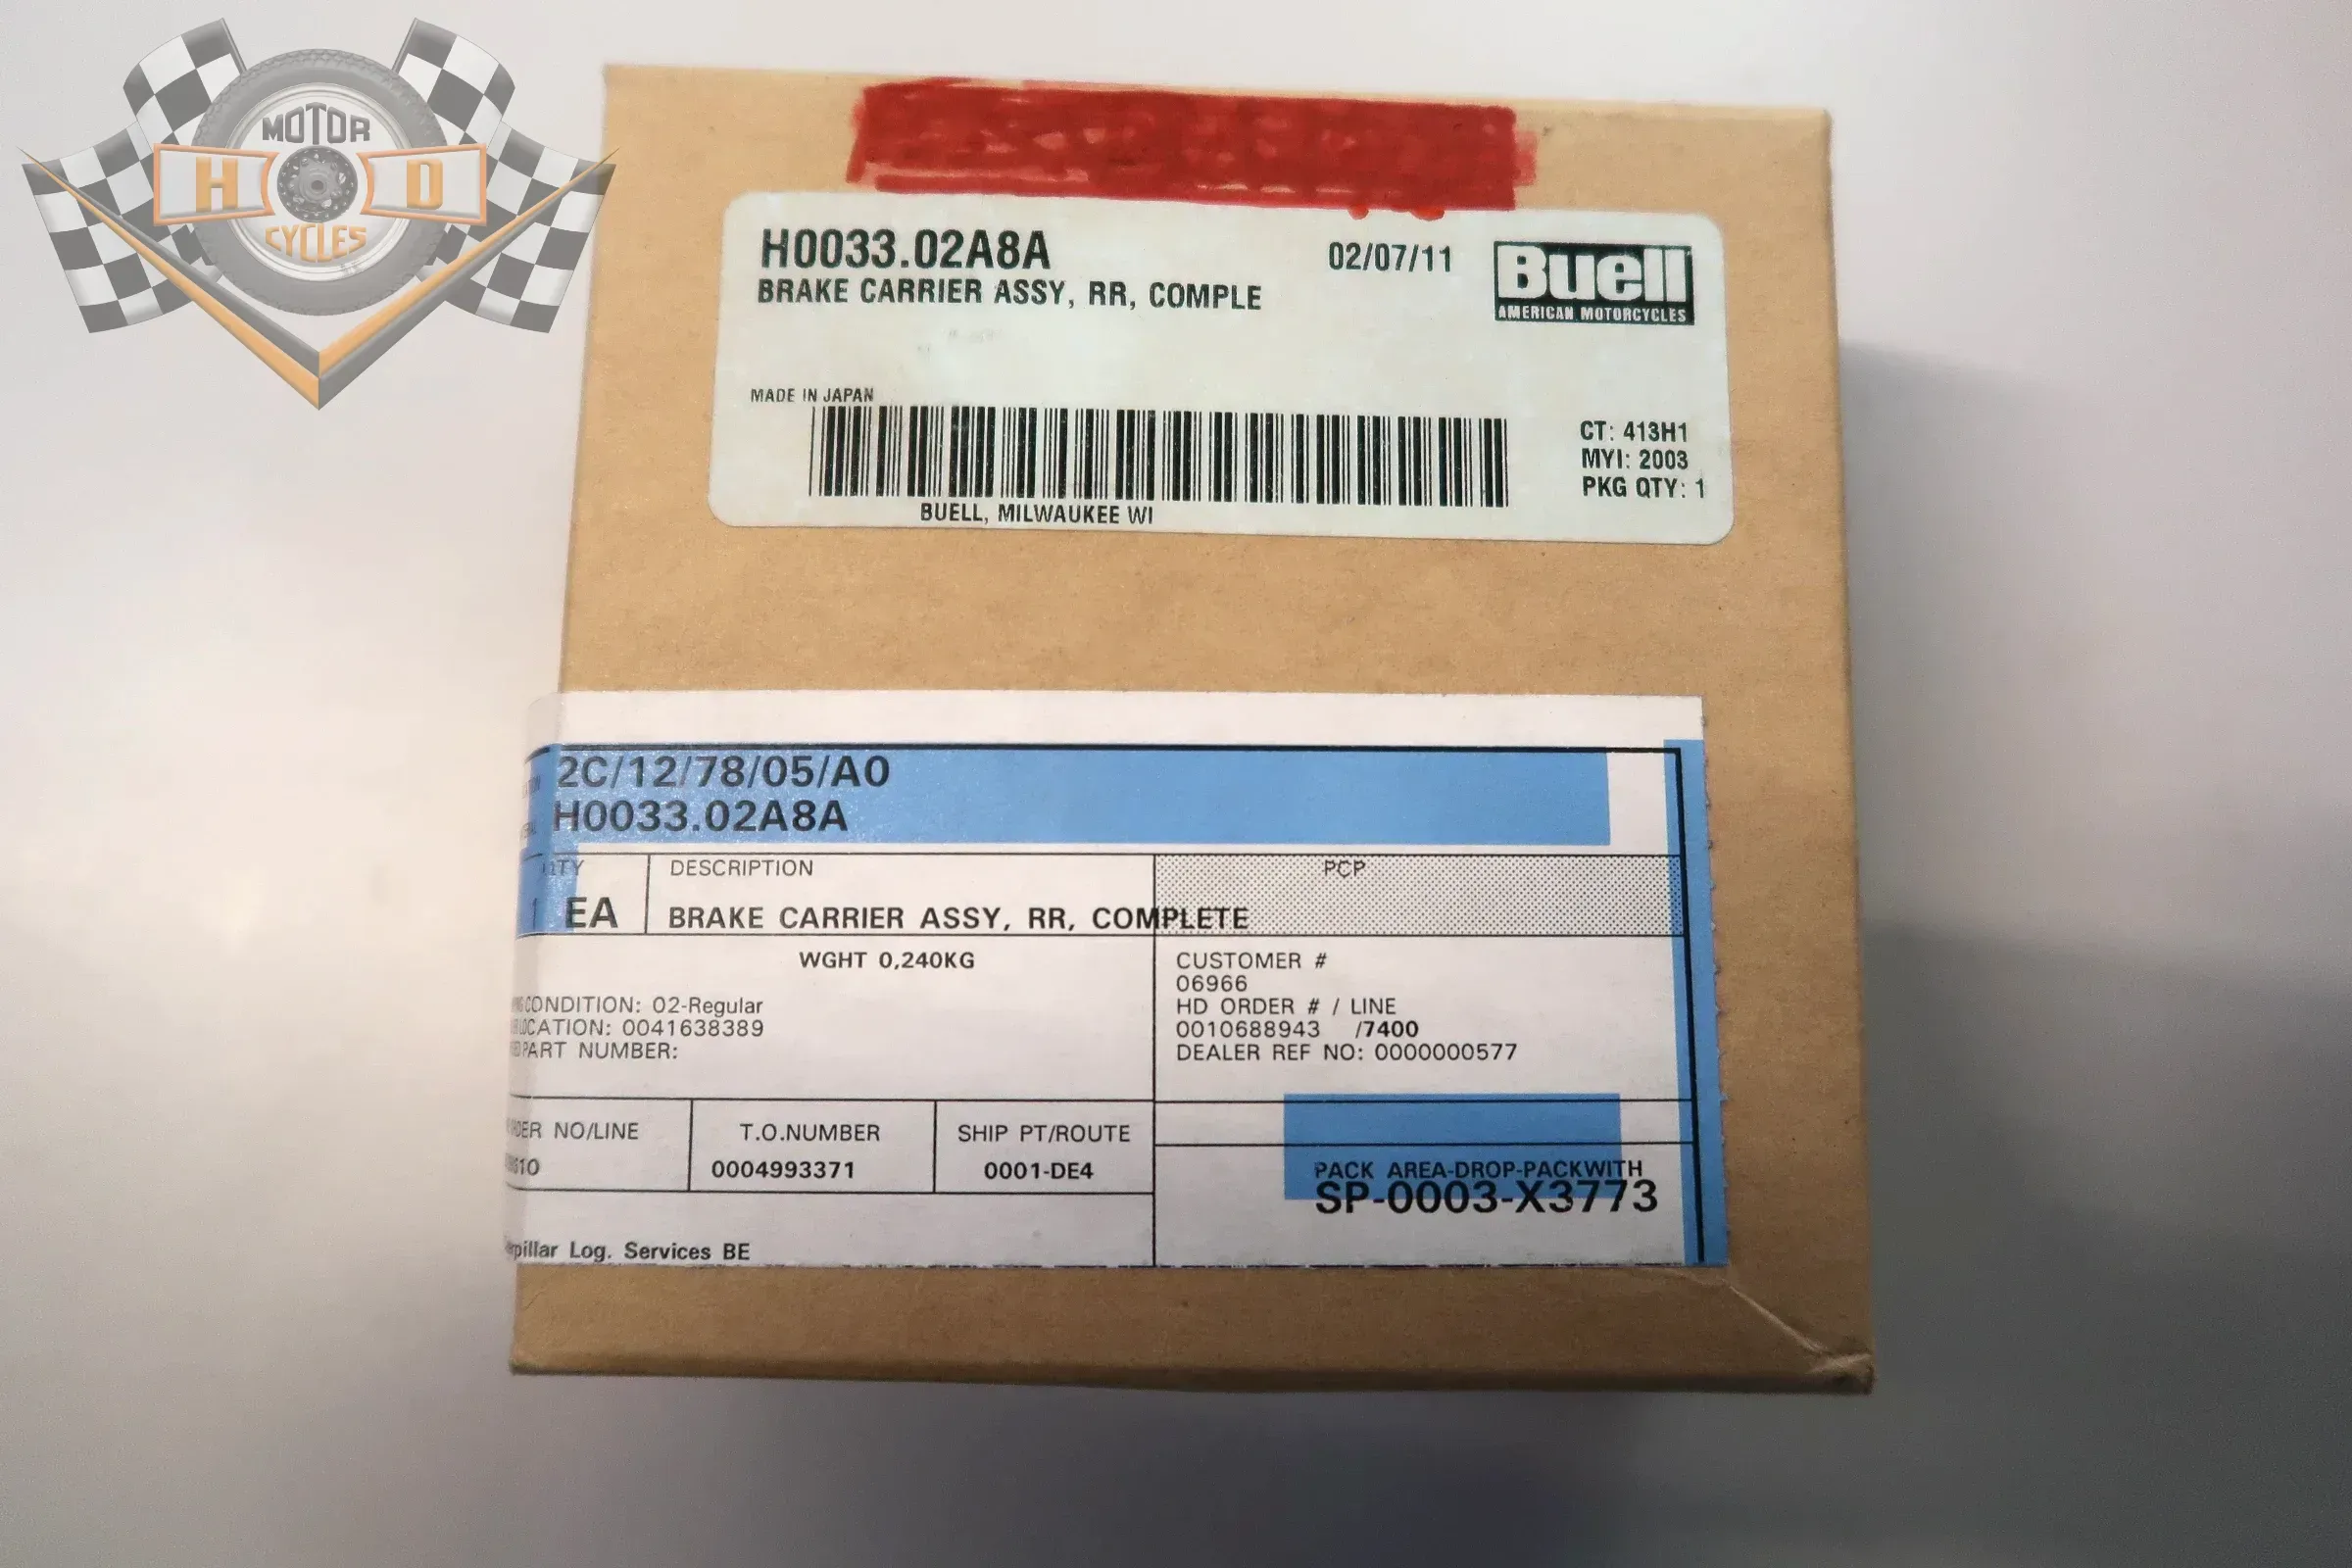 MOTOR
H D
CYCLES
H0033.02A8A
02/07/11
Buell
AMERICAN MOTORCYCLES
BRAKE CARRIER ASSY, RR, COMPLE
MADE IN JAPAN
CT: 413H1
MYI: 2003
PKG QTY: 1
BUELL, MILWAUKEE WI
2C/12/78/05/A0
H0033.02A8A
DESCRIPTION
PCP
1 EA
BRAKE CARRIER ASSY, RR, COMPLETE
WGHT 0,240KG
CUSTOMER #
06966
CONDITION: 02-Regular
HD ORDER # / LINE
LOCATION: 0041638389
0010688943 /7400
PART NUMBER:
DEALER REF NO: 0000000577
NO/LINE
T.O.NUMBER
SHIP PT/ROUTE
0004993371
0001-DE4
PACK AREA-DROP-PACKWITH
SP-0003-X3773
Log. Services BE